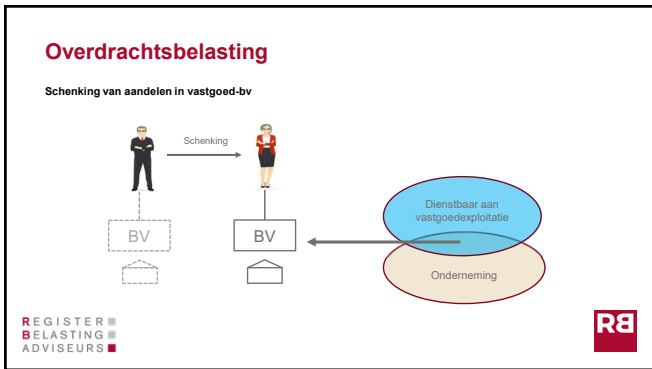 Overdrachtsbelasting
Schenking van aandelen in vastgoed-bv
Schenking
BV
BV
Dienstbaar aan
vastgoedexploitatie
Onderneming
REGISTER
BELASTING
ADVISEURS
RB